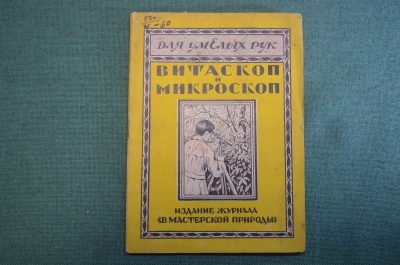 ДЛЯ УМЕЛЫХ РУК
ВИТАСКОП
и
МИКРОСКОП
ИЗДАНИЕ ЖУРНАЛА
«В МАСТЕРСКОЙ ПРИРОДЫ»